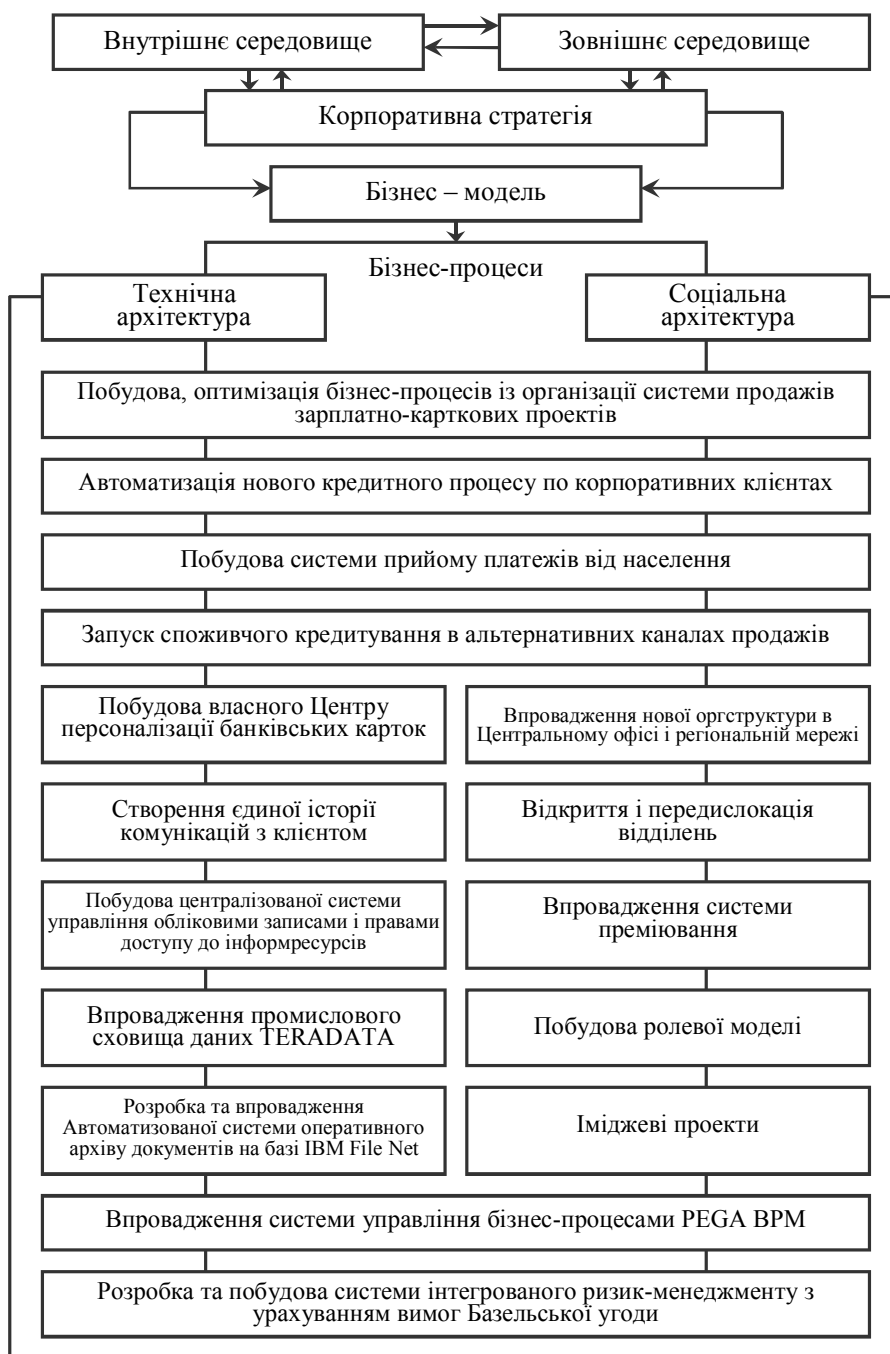 Внутрішнє середовище
Зовнішнє середовище
Корпоративна стратегія
Бізнес – модель
Бізнес-процеси
Технічна
архітектура
Соціальна
архітектура
Побудова, оптимізація бізнес-процесів із організації системи продажів
зарплатно-карткових проектів
Автоматизація нового кредитного процесу по корпоративних клієнтах
Побудова системи прийому платежів від населення
Запуск споживчого кредитування в альтернативних каналах продажів
Побудова власного Центру
персоналізації банківських карток
Впровадження нової оргструктури в
Центральному офісі і регіональній мережі
Створення єдиної історії
комунікацій з клієнтом
Відкриття і передислокація
відділень
Побудова централізованої системи
управління обліковими записами і правами
доступу до інформресурсів
Впровадження системи
преміювання
Впровадження промислового
сховища даних TERADATA
Побудова ролевої моделі
Розробка та впровадження
Автоматизованої системи оперативного
архіву документів на базі IBM File Net
Іміджеві проекти
Впровадження системи управління бізнес-процесами PEGA BPM
Розробка та побудова системи інтегрованого ризик-менеджменту з
урахуванням вимог Базельської угоди